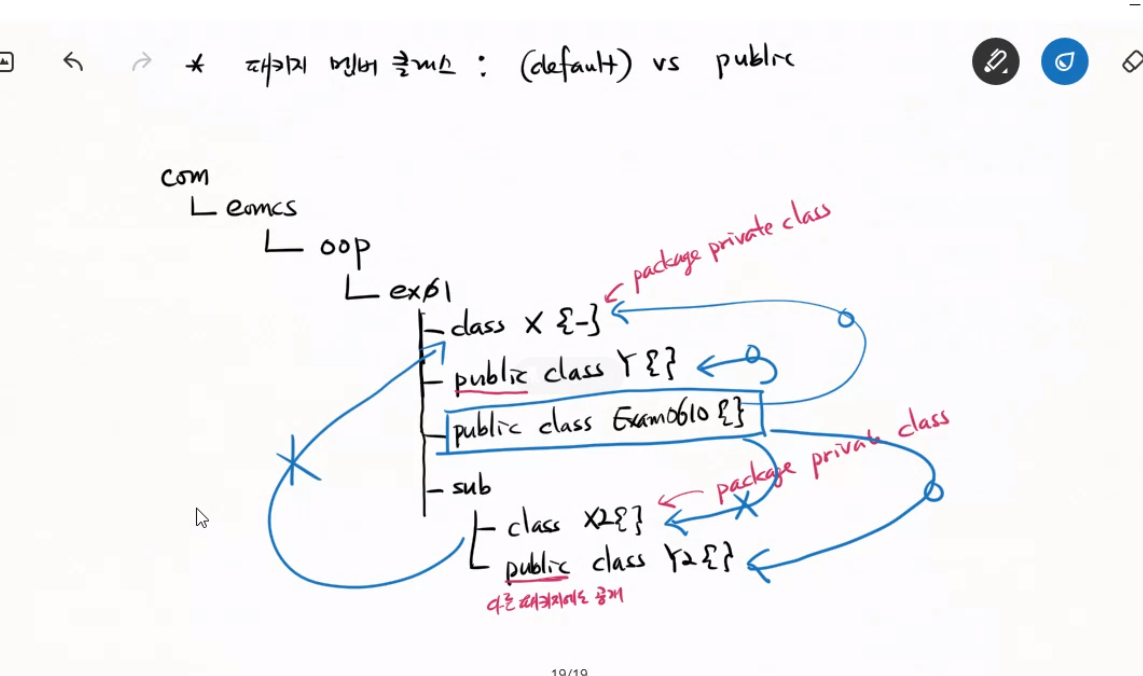 * 패키지 멤버 클래스 : (default) vs public
com
eomcs
oop
ex01
package private class
class X {-}
public class Y {}
public class Exam0610 {}
package private class
sub
class X2{}
public class Y2{}
다른 패키지에도 공개
19/19